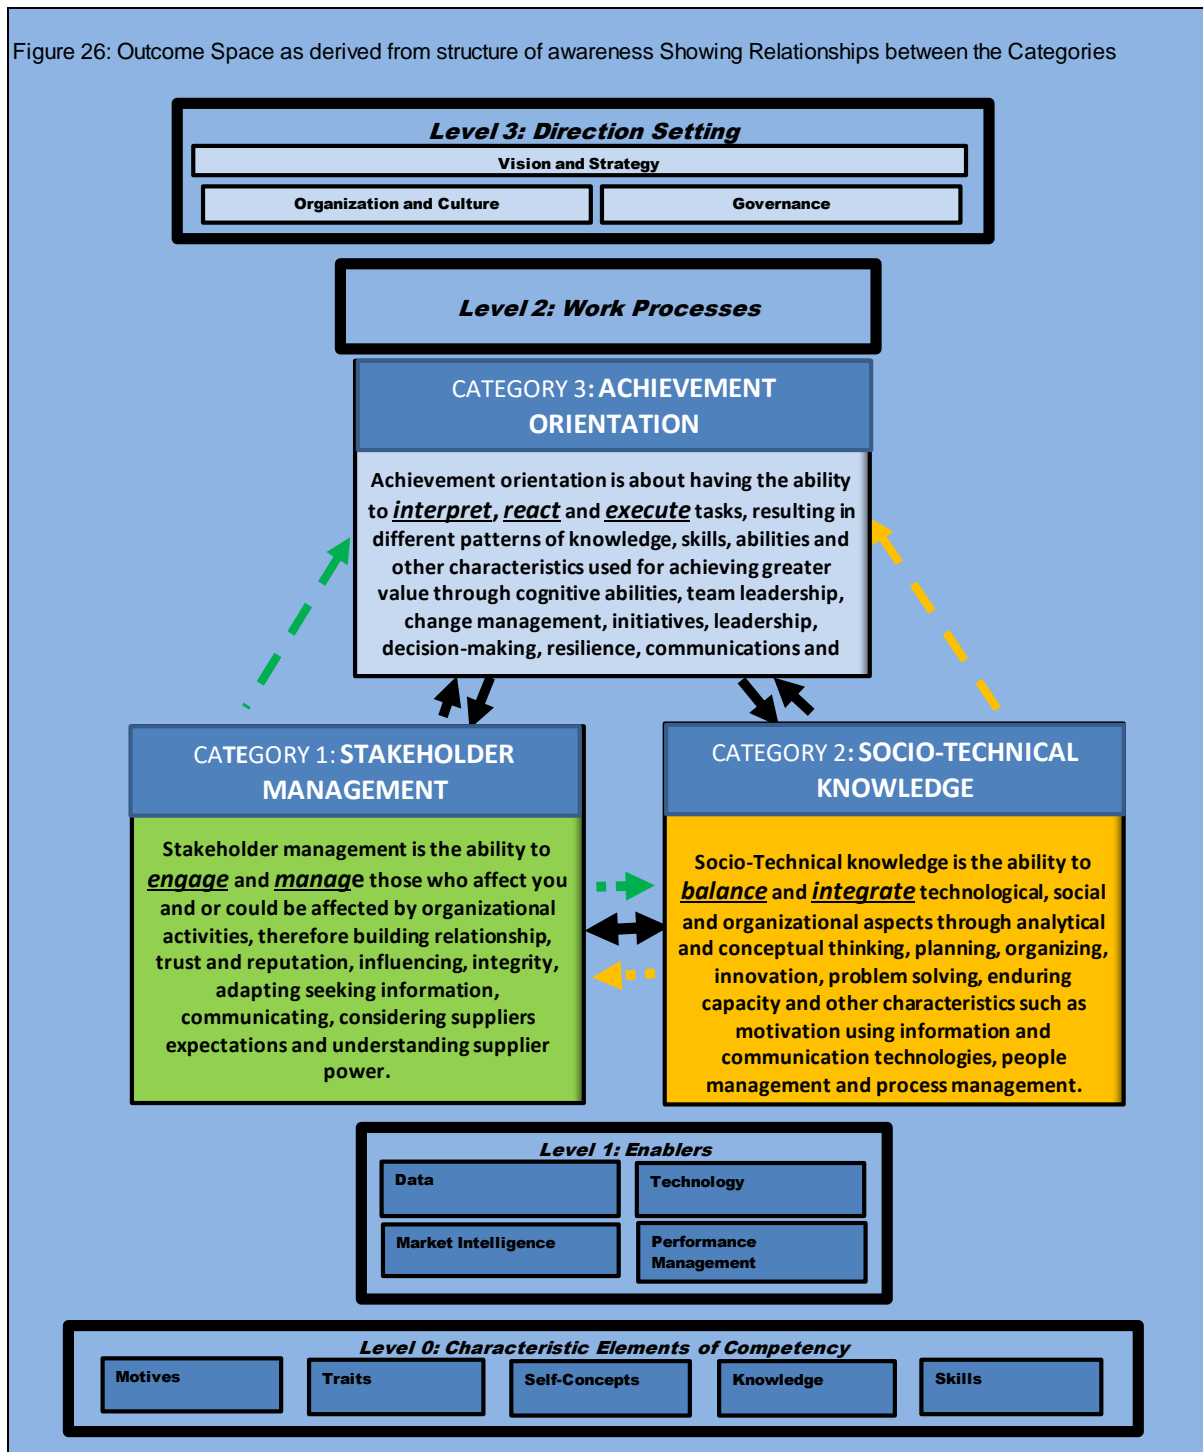 Figure 26: Outcome Space as derived from structure of awareness Showing Relationships between the Categories
Level 3: Direction Setting
Vision and Strategy
Organization and Culture
Governance
Level 2: Work Processes
CATEGORY 3: ACHIEVEMENT
ORIENTATION
Achievement orientation is about having the ability
to interpret, react and execute tasks, resulting in
different patterns of knowledge, skills, abilities and
other characteristics used for achieving greater
value through cognitive abilities, team leadership,
change management, initiatives, leadership,
decision-making, resilience, communications and
CATEGORY 1: STAKEHOLDER
MANAGEMENT
Stakeholder management is the ability to
engage and manage those who affect you
and or could be affected by organizational
activities, therefore building relationship,
trust and reputation, influencing, integrity,
adapting seeking information,
communicating, considering suppliers
expectations and understanding supplier
power.
CATEGORY 2: SOCIO-TECHNICAL
KNOWLEDGE
Socio-Technical knowledge is the ability to
balance and integrate technological, social
and organizational aspects through analytical
and conceptual thinking, planning, organizing,
innovation, problem solving, enduring
capacity and other characteristics such as
motivation using information and
communication technologies, people
management and process management.
Level 1: Enablers
Data
Technology
Market Intelligence
Performance
Management
Level 0: Characteristic Elements of Competency
Motives
Traits
Self-Concepts
Knowledge
Skills